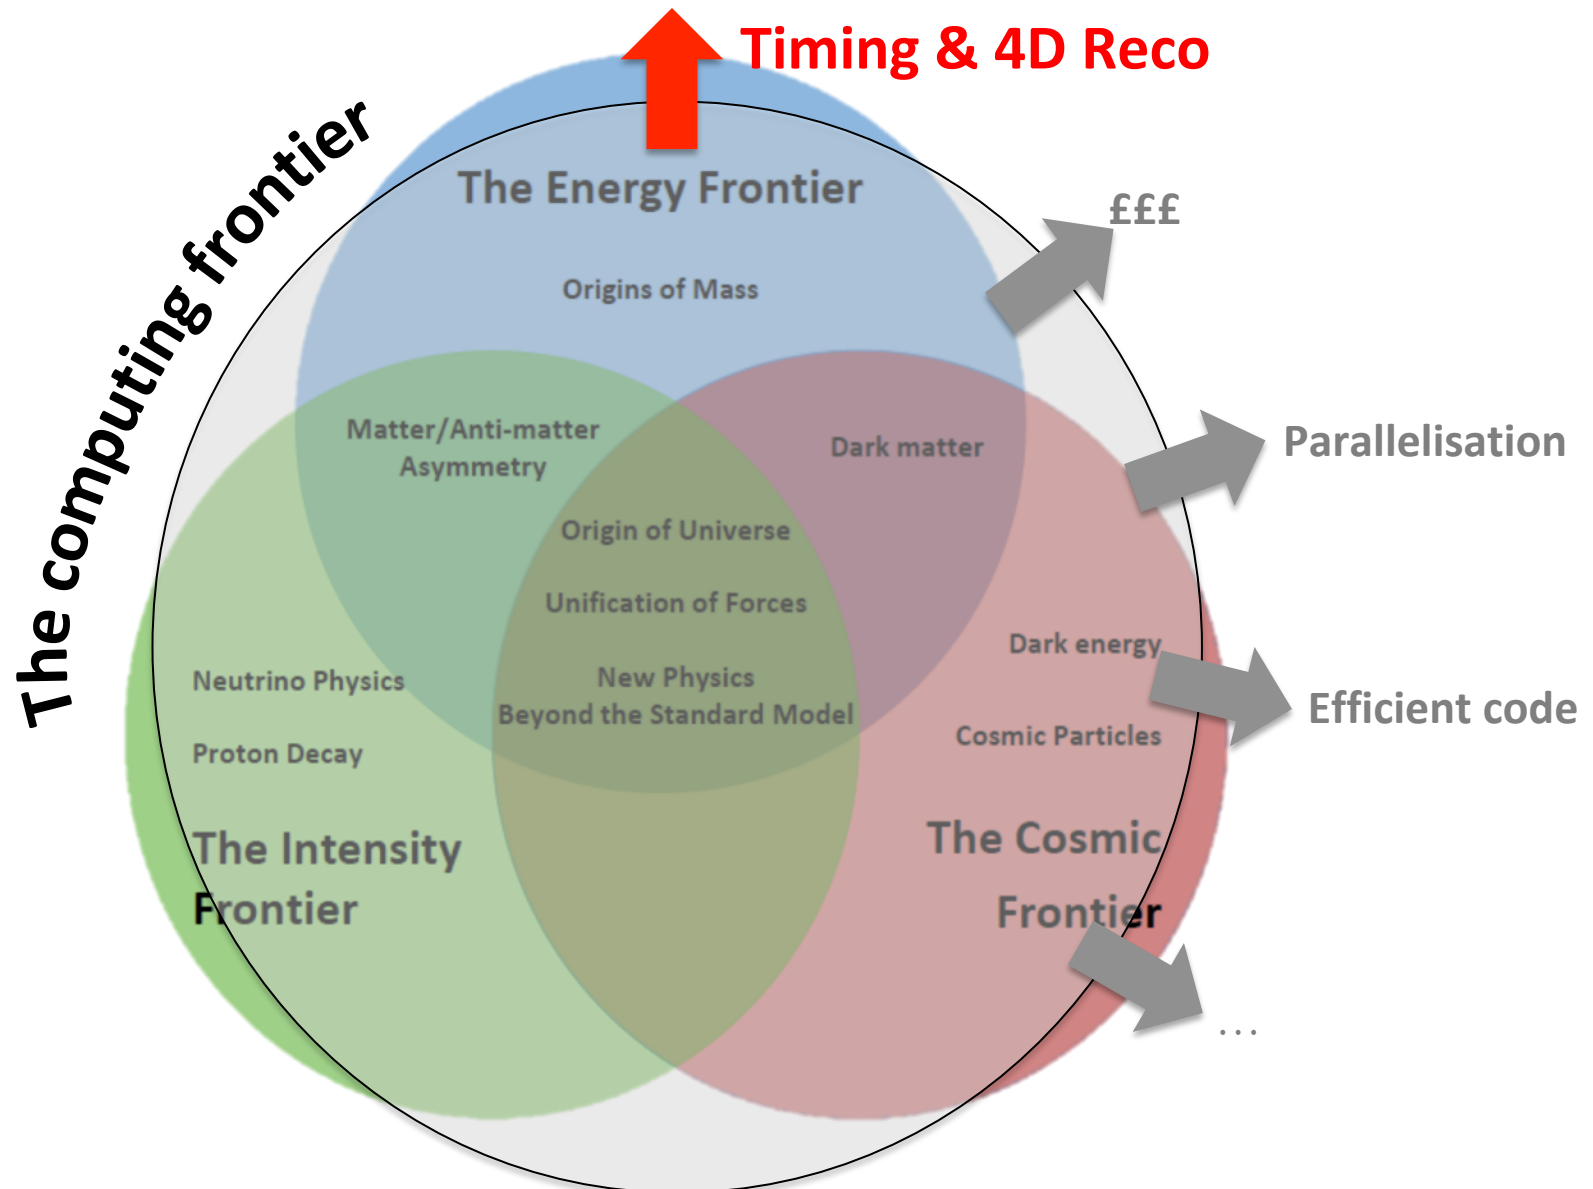 Timing & 4D Reco
The computing frontier
The Energy Frontier
£££
Origins of Mass
Matter/Anti-matter
Asymmetry
Dark matter
Parallelisation
Origin of Universe
Unification of Forces
New Physics
Beyond the Standard Model
Neutrino Physics
Proton Decay
Dark energy
Cosmic Particles
Efficient code
The Intensity
Frontier
The Cosmic
Frontier
...